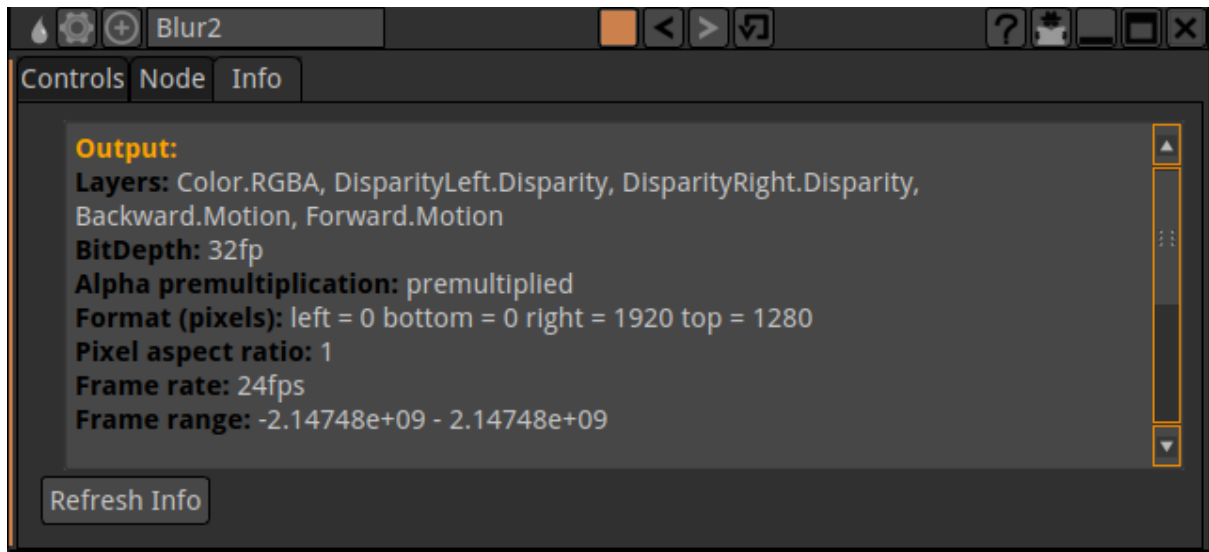 Blur2
Controls Node Info
Output:
Layers: Color.RGBA, DisparityLeft.Disparity, DisparityRight.Disparity,
Backward.Motion, Forward.Motion
BitDepth: 32fp
Alpha premultiplication: premultiplied
Format (pixels): left = 0 bottom = 0 right = 1920 top = 1280
Pixel aspect ratio: 1
Frame rate: 24fps
Frame range: -2.14748e+09 - 2.14748e+09
Refresh Info